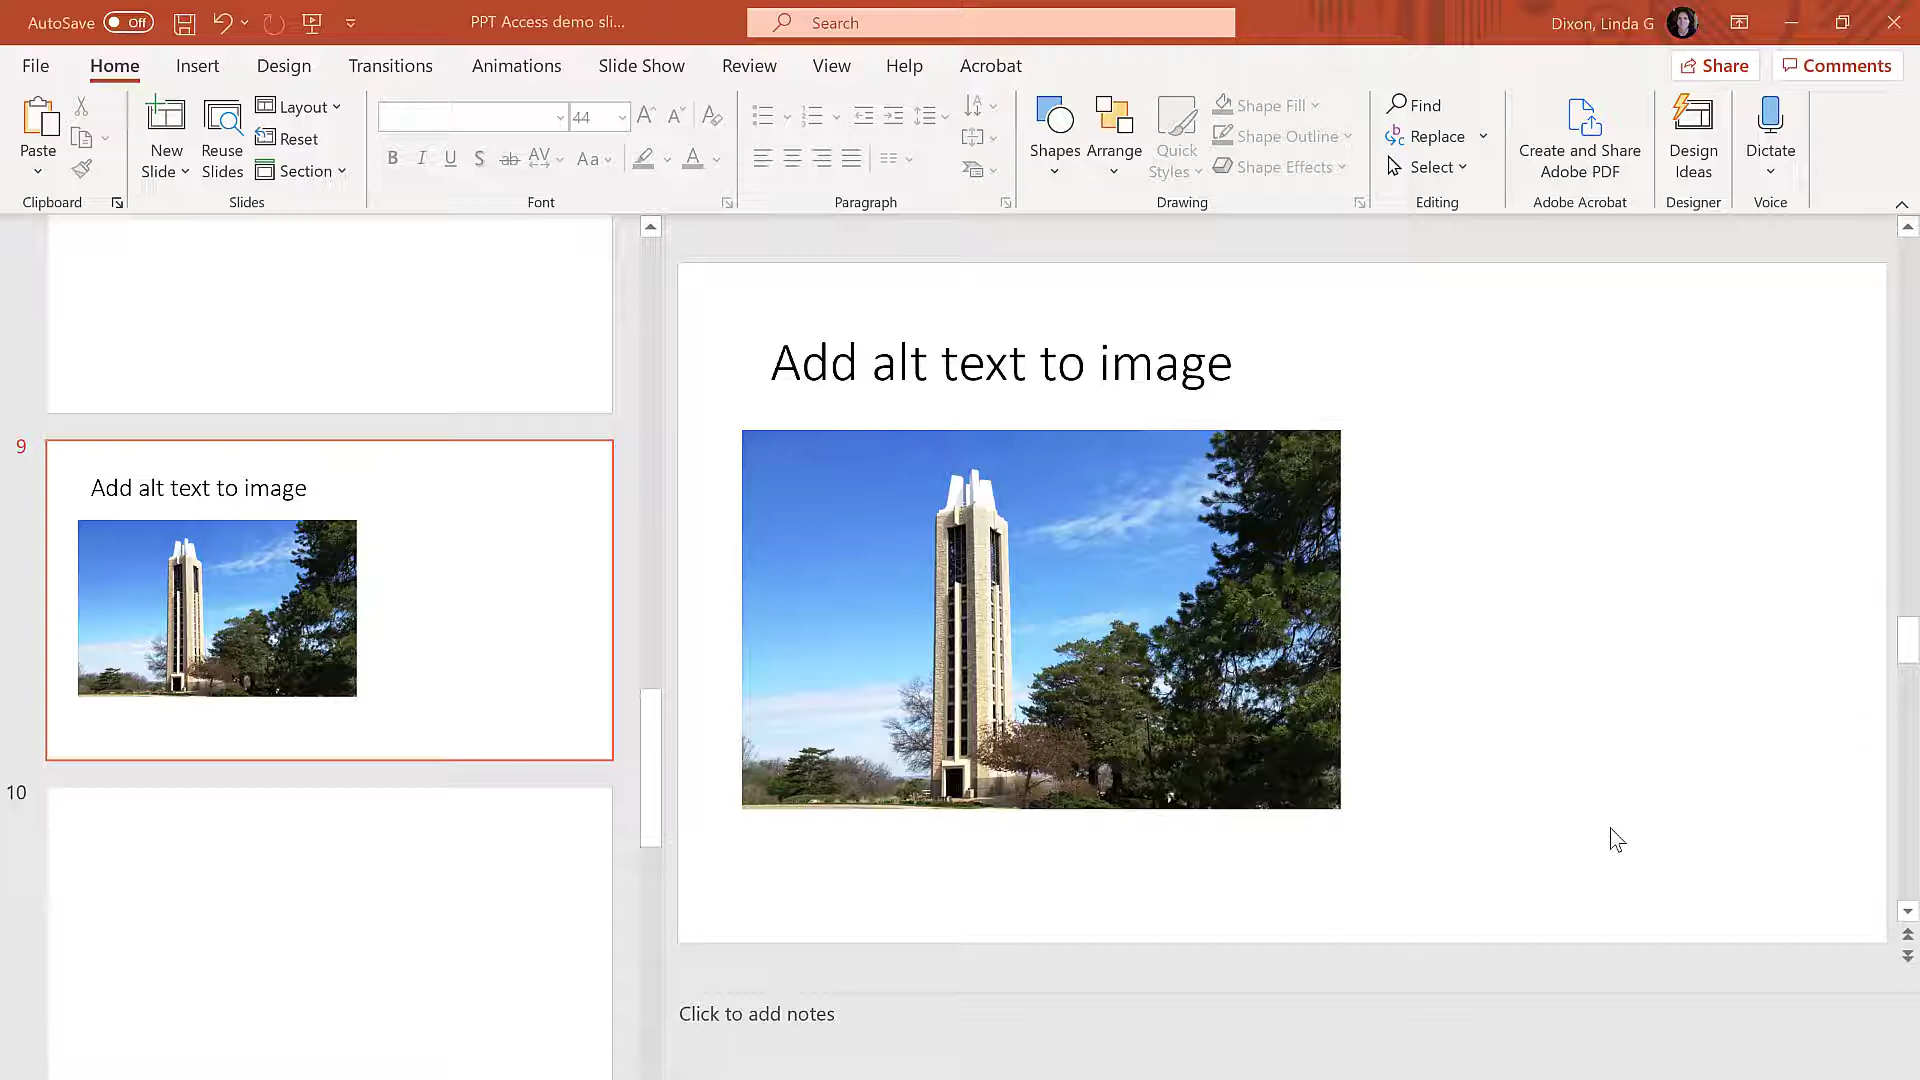 AutoSave Off PPT Access demo sli... Search Dixon, Linda G
File Home Insert Design Transitions Animations Slide Show Review View Help Acrobat Share Comments
Paste
Clipboard
New Slide
Reuse Slides
Layout
Reset
Section
Slides
44
B I U S ab AV Aa A
Font
Paragraph
Shapes
Arrange
Quick Styles
Shape Fill
Shape Outline
Shape Effects
Drawing
Find
Replace
Select
Editing
Create and Share
Adobe PDF
Adobe Acrobat
Design
Ideas
Designer
Dictate
Voice
9
Add alt text to image
10
Add alt text to image
Click to add notes